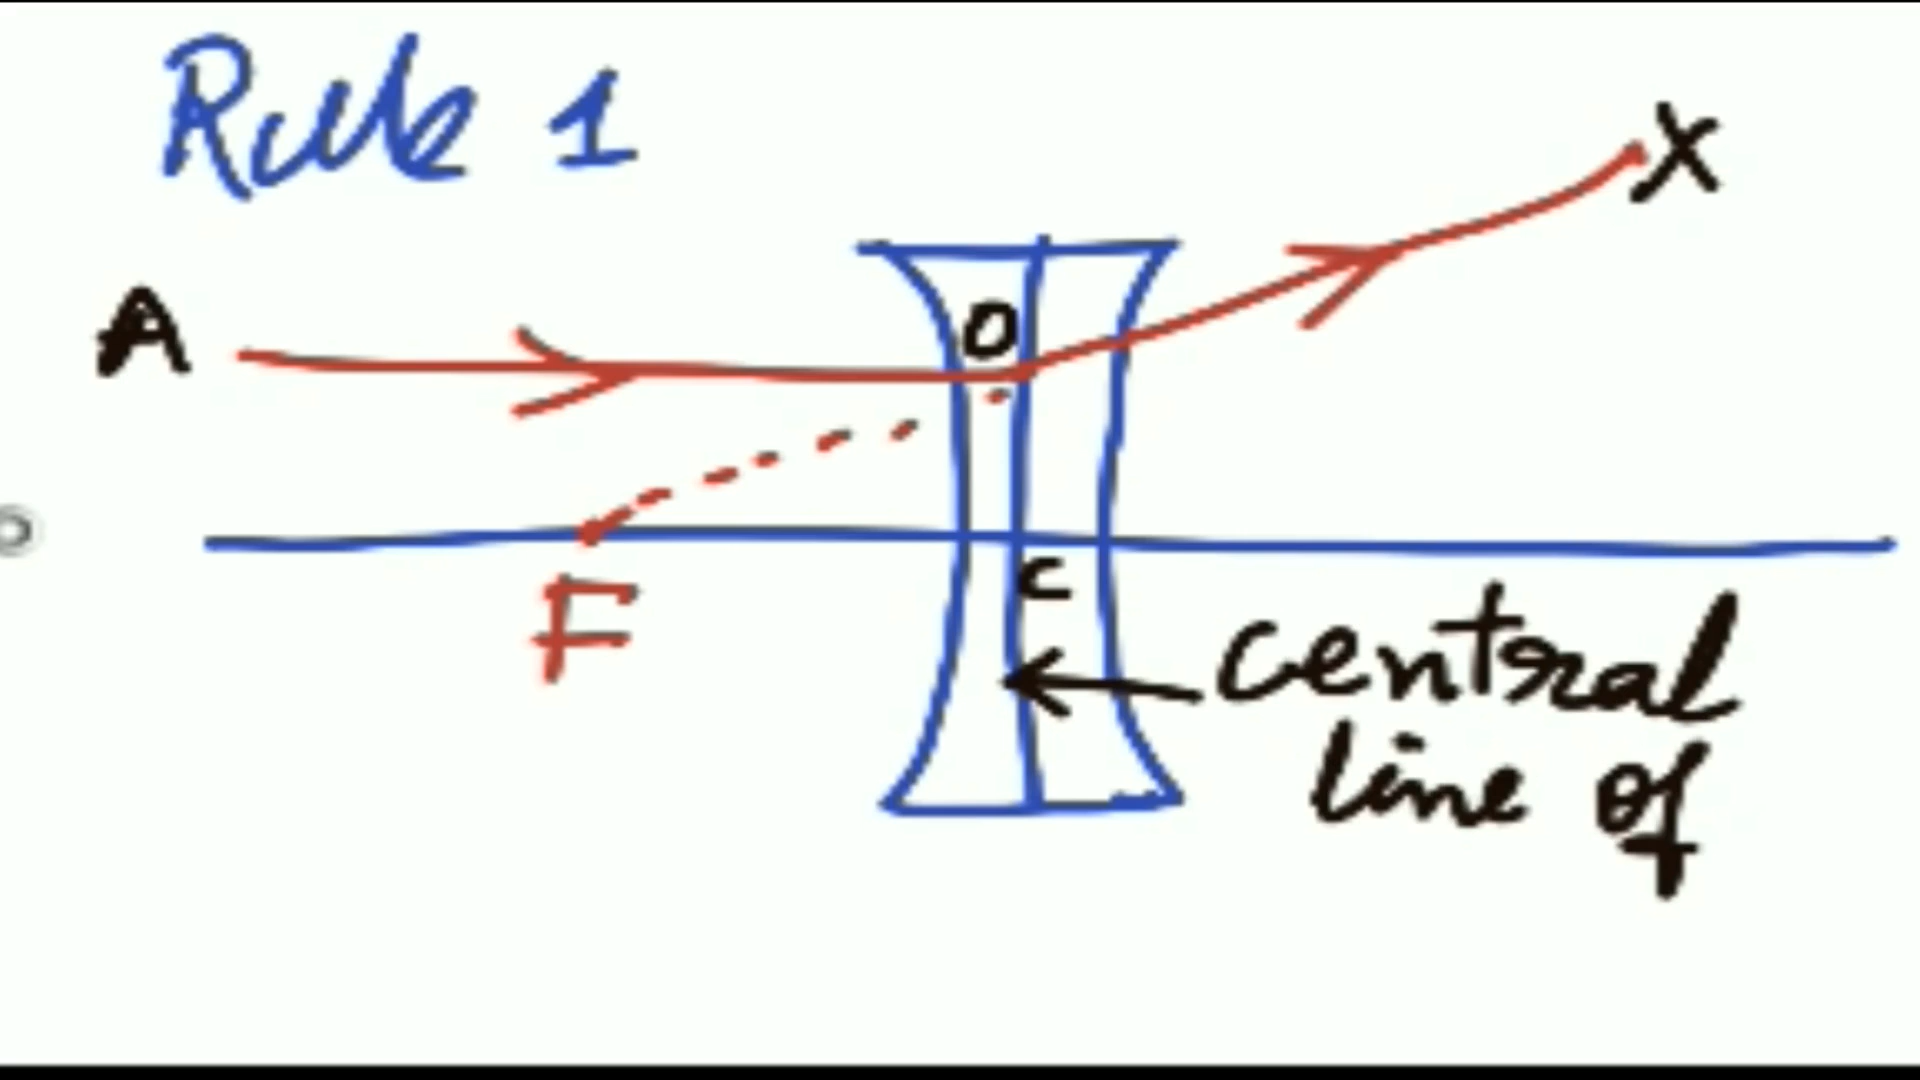 Rule 1
X
A
O
C
F
central
line of